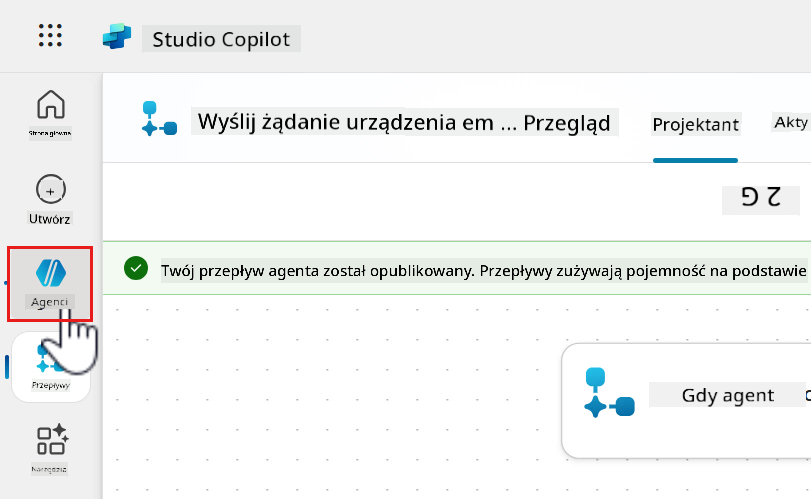 Studio Copilot
Strona główna
Wyślij żądanie urządzenia em ... Przegląd
Projektant
Akty
Utwórz
Twój przepływ agenta został opublikowany. Przepływy zużywają pojemność na podstawie
Agenci
Przepływy
Gdy agent
Narzędzia